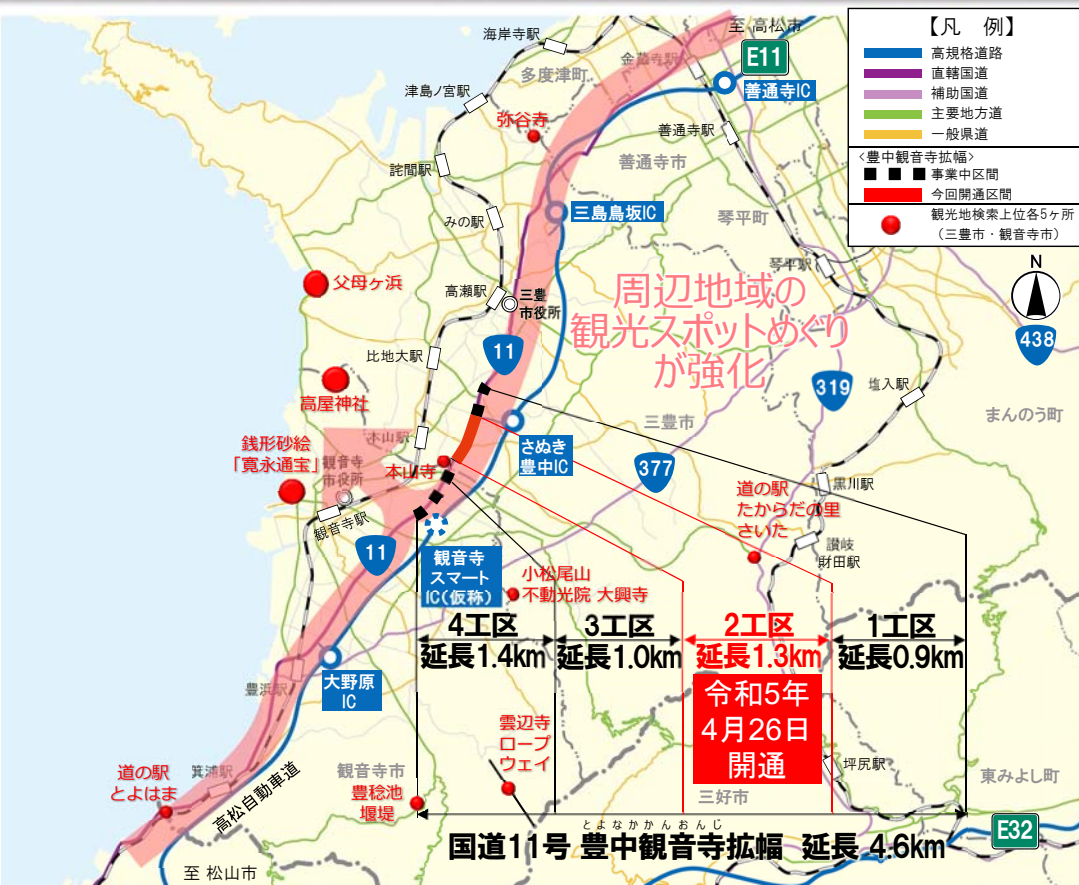 【凡　例】
高規格道路
直轄国道
補助国道
主要地方道
一般県道
<豊中観音寺拡幅>
事業中区間
今回開通区間
観光地検索上位各5ヶ所
（三豊市・観音寺市）
至 高松市
海岸寺駅
金蔵寺駅
E11
多度津町
善通寺IC
津島ノ宮駅
弥谷寺
善通寺駅
善通寺市
詫間駅
三島鳥坂IC
琴平町
みの駅
琴平駅
N
父母ヶ浜
高瀬駅
三豊
市役所
周辺地域の
観光スポットめぐり
が強化
438
11
比地大駅
319
塩入駅
高屋神社
まんのう町
三豊市
銭形砂絵
「寛永通宝」
本山駅
観音寺
市役所
本山寺
さぬき
豊中IC
377
黒川駅
道の駅
たからだの里
さいた
観音寺駅
11
讃岐
財田駅
観音寺
スマート
IC(仮称)
小松尾山
不動光院 大興寺
4工区
延長1.4km
3工区
延長1.0km
2工区
延長1.3km
1工区
延長0.9km
令和5年
4月26日
開通
豊浜駅
大野原
IC
雲辺寺
ロープ
ウェイ
坪尻駅
東みよし町
道の駅
とよはま
箕浦駅
高松自動車道
観音寺市
豊稔池
堰堤
三好市
とよなかかんおんじ
国道11号 豊中観音寺拡幅 延長 4.6km
E32
至 松山市